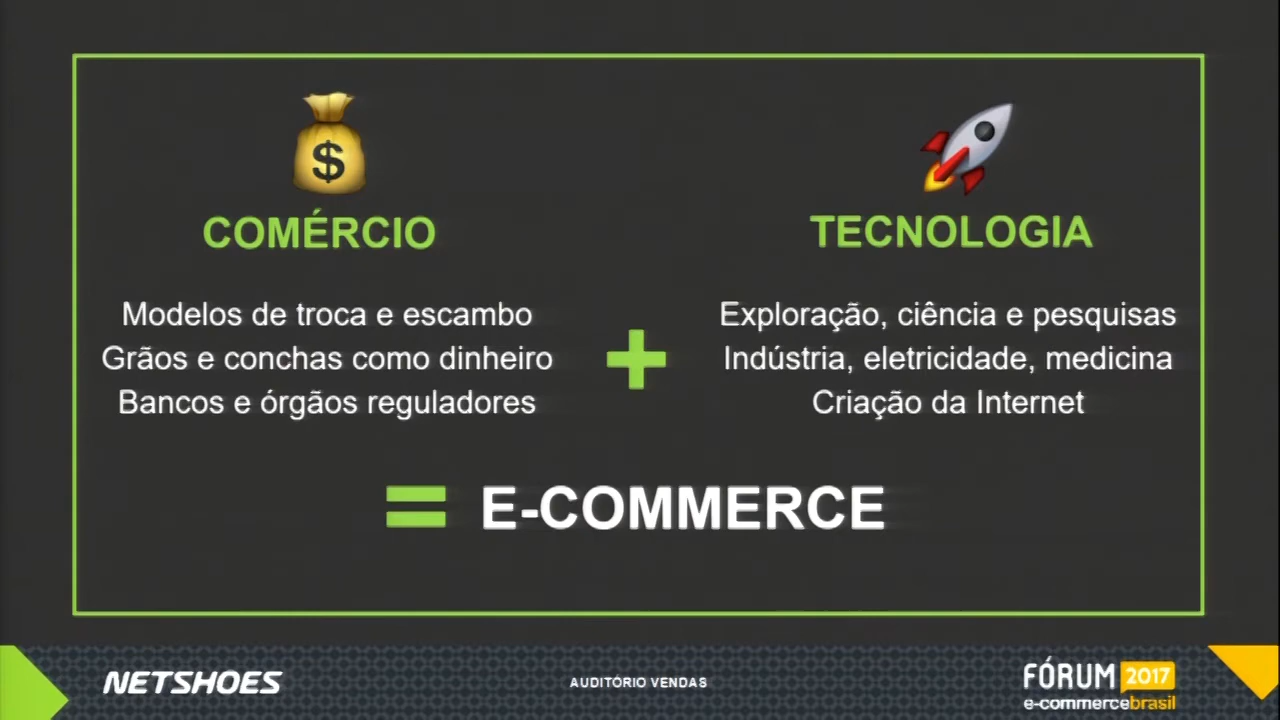 $
COMÉRCIO
Modelos de troca e escambo
Grãos e conchas como dinheiro
Bancos e órgãos reguladores
+
TECNOLOGIA
Exploração, ciência e pesquisas
Indústria, eletricidade, medicina
Criação da Internet
= E-COMMERCE
NETSHOES
AUDITÓRIO VENDAS
FÓRUM 2017
e-commercebrasil